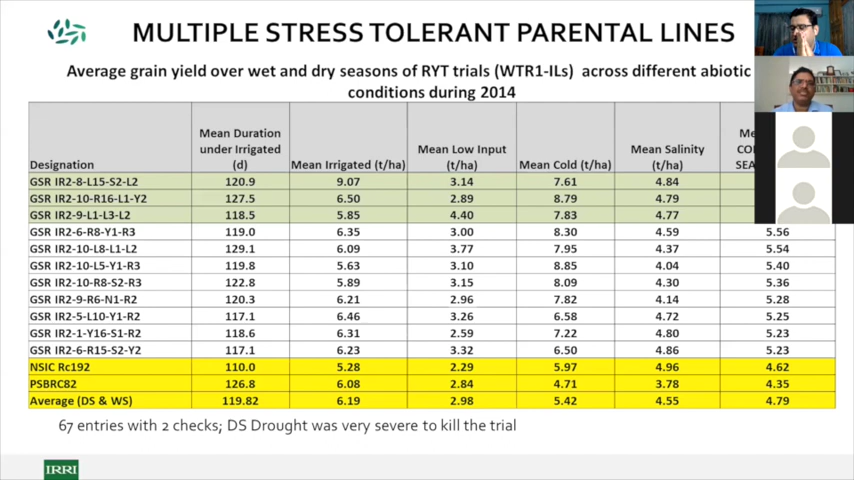 MULTIPLE STRESS TOLERANT PARENTAL LINES
Average grain yield over wet and dry seasons of RYT trials (WTR1-ILs) across different abiotic
conditions during 2014
Designation Mean Duration under Irrigated (d) Mean Irrigated (t/ha) Mean Low Input (t/ha) Mean Cold (t/ha) Mean Salinity (t/ha)
GSR IR2-8-L15-S2-L2 120.9 9.07 3.14 7.61 4.84
GSR IR2-10-R16-L1-Y2 127.5 6.50 2.89 8.79 4.79
GSR IR2-9-L1-L3-L2 118.5 5.85 4.40 7.83 4.77
GSR IR2-6-R8-Y1-R3 119.0 6.35 3.00 8.30 4.59 5.56
GSR IR2-10-L8-L1-L2 129.1 6.09 3.77 7.95 4.37 5.54
GSR IR2-10-L5-Y1-R3 119.8 5.63 3.10 8.85 4.04 5.40
GSR IR2-10-R8-S2-R3 122.8 5.89 3.15 8.09 4.30 5.36
GSR IR2-9-R6-N1-R2 120.3 6.21 2.96 7.82 4.14 5.28
GSR IR2-5-L10-Y1-R2 117.1 6.46 3.26 6.58 4.72 5.25
GSR IR2-1-Y16-S1-R2 118.6 6.31 2.59 7.22 4.80 5.23
GSR IR2-6-R15-S2-Y2 117.1 6.23 3.32 6.50 4.86 5.23
NSIC Rc192 110.0 5.28 2.29 5.97 4.96 4.62
PSBRC82 126.8 6.08 2.84 4.71 3.78 4.35
Average (DS & WS) 119.82 6.19 2.98 5.42 4.55 4.79
67 entries with 2 checks; DS Drought was very severe to kill the trial
IRRI